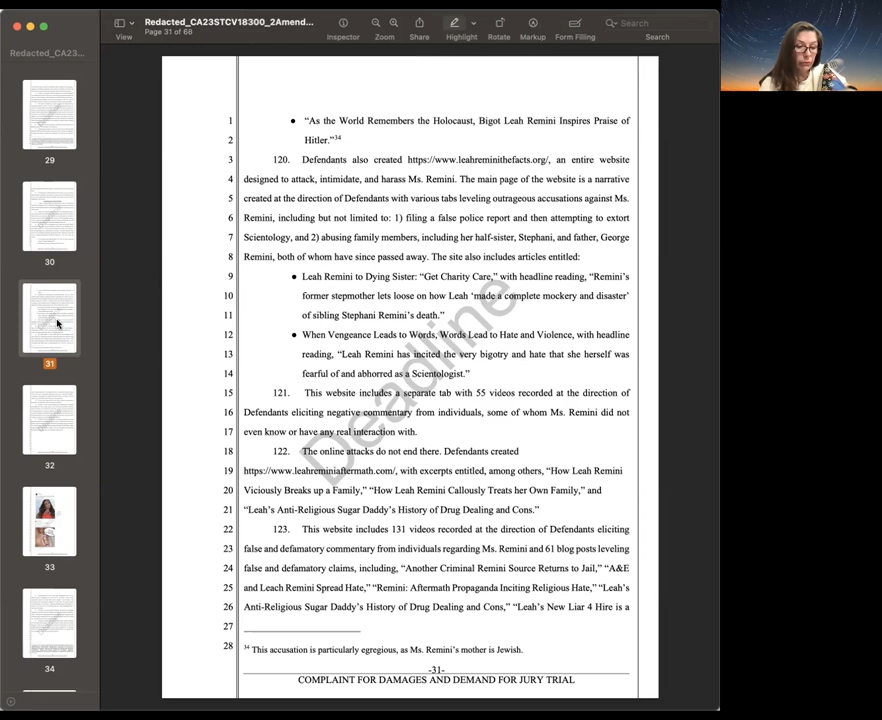 Redacted_CA23STCV18300_2Amend...
Page 31 of 68
View
Inspector
Zoom
Share
Highlight
Rotate
Markup
Form Filling
Search
Search
Redacted_CA23...
29
30
31
32
33
34
1 ● “As the World Remembers the Holocaust, Bigot Leah Remini Inspires Praise of
2 Hitler.”34
3 120. Defendants also created https://www.leahreminithefacts.org/, an entire website
4 designed to attack, intimidate, and harass Ms. Remini. The main page of the website is a narrative
5 created at the direction of Defendants with various tabs leveling outrageous accusations against Ms.
6 Remini, including but not limited to: 1) filing a false police report and then attempting to extort
7 Scientology, and 2) abusing family members, including her half-sister, Stephani, and father, George
8 Remini, both of whom have since passed away. The site also includes articles entitled:
9 ● Leah Remini to Dying Sister: “Get Charity Care,” with headline reading, “Remini’s
10 former stepmother lets loose on how Leah ‘made a complete mockery and disaster’
11 of sibling Stephani Remini’s death.”
12 ● When Vengeance Leads to Words, Words Lead to Hate and Violence, with headline
13 reading, “Leah Remini has incited the very bigotry and hate that she herself was
14 fearful of and abhorred as a Scientologist.”
15 121. This website includes a separate tab with 55 videos recorded at the direction of
16 Defendants eliciting negative commentary from individuals, some of whom Ms. Remini did not
17 even know or have any real interaction with.
18 122. The online attacks do not end there. Defendants created
19 https://www.leahreminiaftermath.com/, with excerpts entitled, among others, “How Leah Remini
20 Viciously Breaks up a Family,” “How Leah Remini Callously Treats her Own Family,” and
21 “Leah’s Anti-Religious Sugar Daddy’s History of Drug Dealing and Cons.”
22 123. This website includes 131 videos recorded at the direction of Defendants eliciting
23 false and defamatory commentary from individuals regarding Ms. Remini and 61 blog posts leveling
24 false and defamatory claims, including, “Another Criminal Remini Source Returns to Jail,” “A&E
25 and Leach Remini Spread Hate,” “Remini: Aftermath Propaganda Inciting Religious Hate,” “Leah’s
26 Anti-Religious Sugar Daddy’s History of Drug Dealing and Cons,” “Leah’s New Liar 4 Hire is a
27
28 34 This accusation is particularly egregious, as Ms. Remini’s mother is Jewish.
-31-
COMPLAINT FOR DAMAGES AND DEMAND FOR JURY TRIAL
Deadline